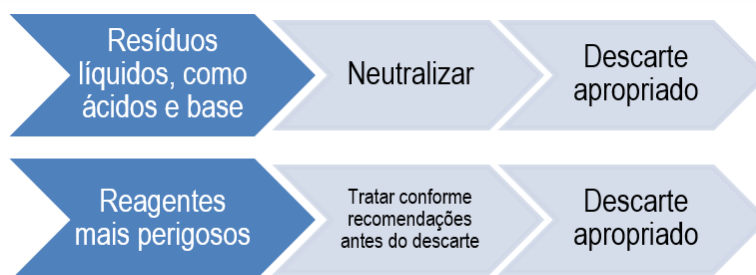 Resíduos
líquidos, como
ácidos e base
Neutralizar
Descarte
apropriado
Reagentes
mais perigosos
Tratar conforme
recomendações
antes do descarte
Descarte
apropriado